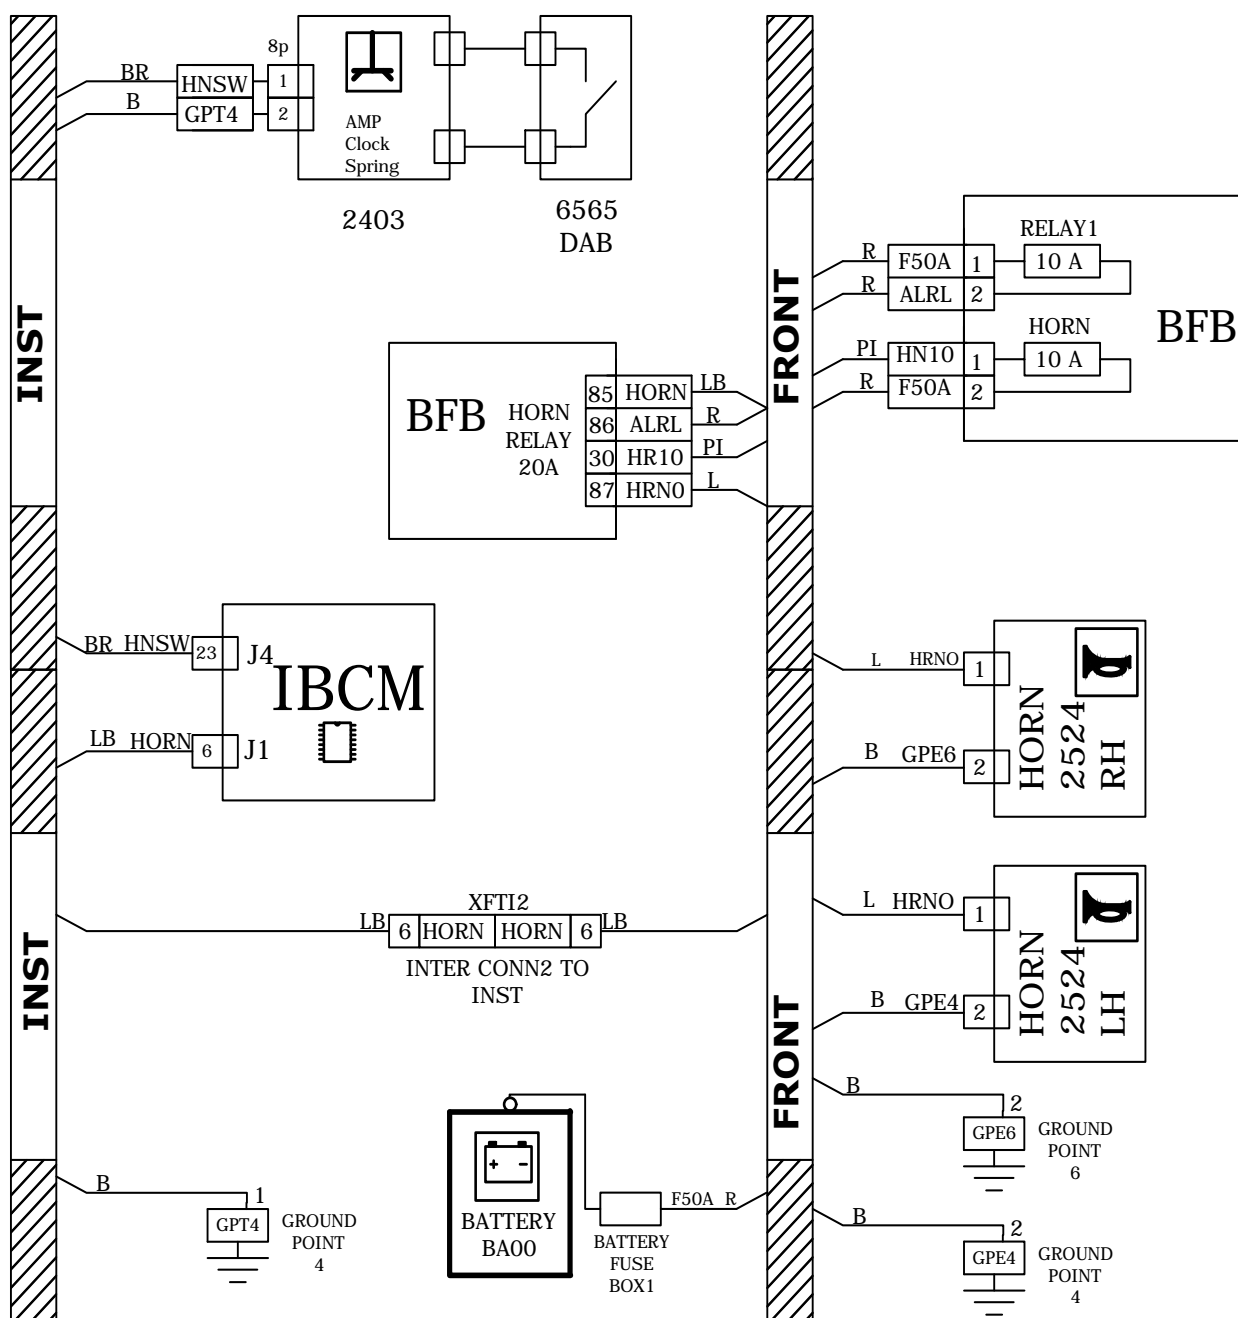 8p
BR
HNSW
1
B
GPT4
2
AMP
Clock
Spring
2403
6565
DAB
INST
FRONT
RELAY1
R
F50A
1
10 A
R
ALRL
2
BFB
HORN
PI
HN10
1
10 A
R
F50A
2
BFB
HORN
RELAY
20A
85
HORN
LB
86
ALRL
R
30
HR10
PI
87
HRN0
L
BR
HNSW
23
J4
IBCM
LB
HORN
6
J1
L
HRNO
1
B
GPE6
2
HORN
2524
RH
L
HRNO
1
B
GPE4
2
HORN
2524
LH
XFTI2
LB
6
HORN
HORN
6
LB
INTER CONN2 TO
INST
INST
FRONT
B
2
GPE6
GROUND
POINT
6
B
2
GPE4
GROUND
POINT
4
B
1
GPT4
GROUND
POINT
4
+ -
BATTERY
BA00
F50A R
BATTERY
FUSE
BOX1